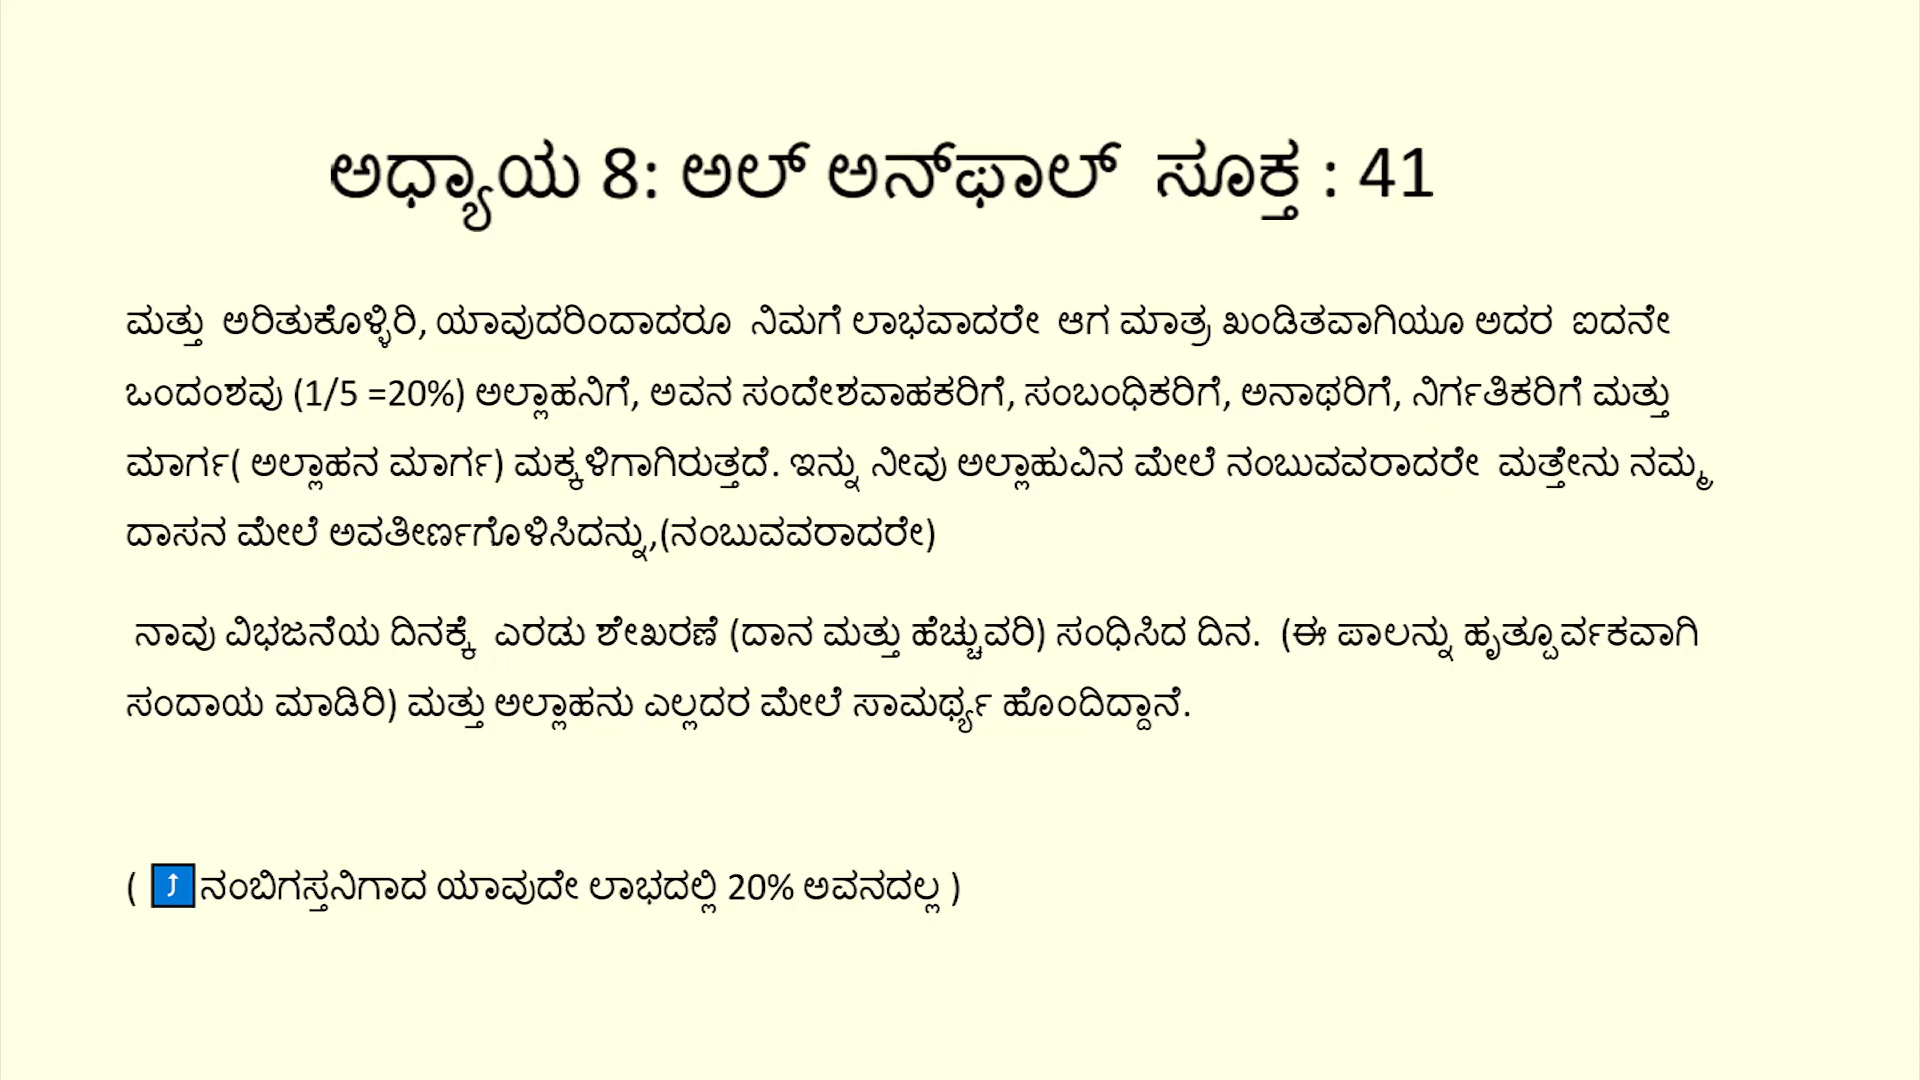 ಅಧ್ಯಾಯ 8: ಅಲ್ ಅನ್‌ಫಾಲ್ ಸೂಕ್ತ : 41
ಮತ್ತು ಅರಿತುಕೊಳ್ಳಿರಿ, ಯಾವುದರಿಂದಾದರೂ ನಿಮಗೆ ಲಾಭವಾದರೇ ಆಗ ಮಾತ್ರ ಖಂಡಿತವಾಗಿಯೂ ಅದರ ಐದನೇ
ಒಂದಂಶವು (1/5 =20%) ಅಲ್ಲಾಹನಿಗೆ, ಅವನ ಸಂದೇಶವಾಹಕರಿಗೆ, ಸಂಬಂಧಿಕರಿಗೆ, ಅನಾಥರಿಗೆ, ನಿರ್ಗತಿಕರಿಗೆ ಮತ್ತು
ಮಾರ್ಗ( ಅಲ್ಲಾಹನ ಮಾರ್ಗ) ಮಕ್ಕಳಿಗಾಗಿರುತ್ತದೆ. ಇನ್ನು ನೀವು ಅಲ್ಲಾಹುವಿನ ಮೇಲೆ ನಂಬುವವರಾದರೇ ಮತ್ತೇನು ನಮ್ಮ
ದಾಸನ ಮೇಲೆ ಅವತೀರ್ಣಗೊಳಿಸಿದನ್ನು,(ನಂಬುವವರಾದರೇ)
ನಾವು ವಿಭಜನೆಯ ದಿನಕ್ಕೆ ಎರಡು ಶೇಖರಣೆ (ದಾನ ಮತ್ತು ಹೆಚ್ಚುವರಿ) ಸಂಧಿಸಿದ ದಿನ. (ಈ ಪಾಲನ್ನು ಹೃತ್ಪೂರ್ವಕವಾಗಿ
ಸಂದಾಯ ಮಾಡಿರಿ) ಮತ್ತು ಅಲ್ಲಾಹನು ಎಲ್ಲದರ ಮೇಲೆ ಸಾಮರ್ಥ್ಯ ಹೊಂದಿದ್ದಾನೆ.
( ⤴ ನಂಬಿಗಸ್ತನಿಗಾದ ಯಾವುದೇ ಲಾಭದಲ್ಲಿ 20% ಅವನದಲ್ಲ )